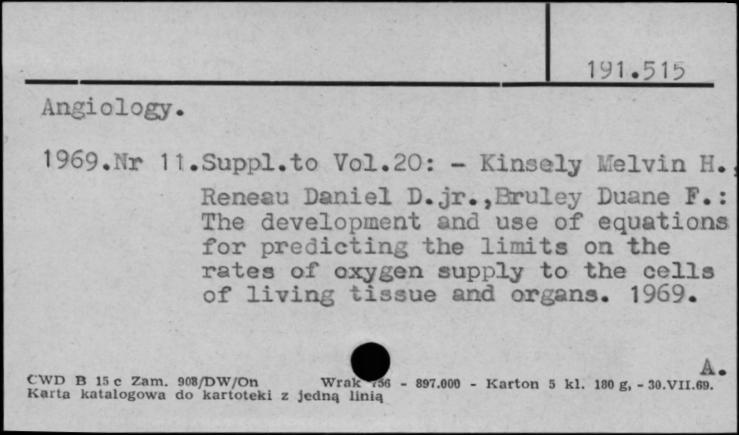 191.515
Angiology.
1969.Nr 11.Suppl.to Vol.20: - Kinsely Melvin H.,
Reneau Daniel D.jr.,Bruley Duane F.:
The development and use of equations
for predicting the limits on the
rates of oxygen supply to the cells
of living tissue and organs. 1969.
A.
CWD B 15 c Zam. 908/DW/On Wrak 756 - 897.000 - Karton 5 kl. 180 g, - 30.VII.69.
Karta katalogowa do kartoteki z jedną linią